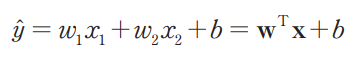 ŷ = w₁x₁ + w₂x₂ + b = wᵀx + b